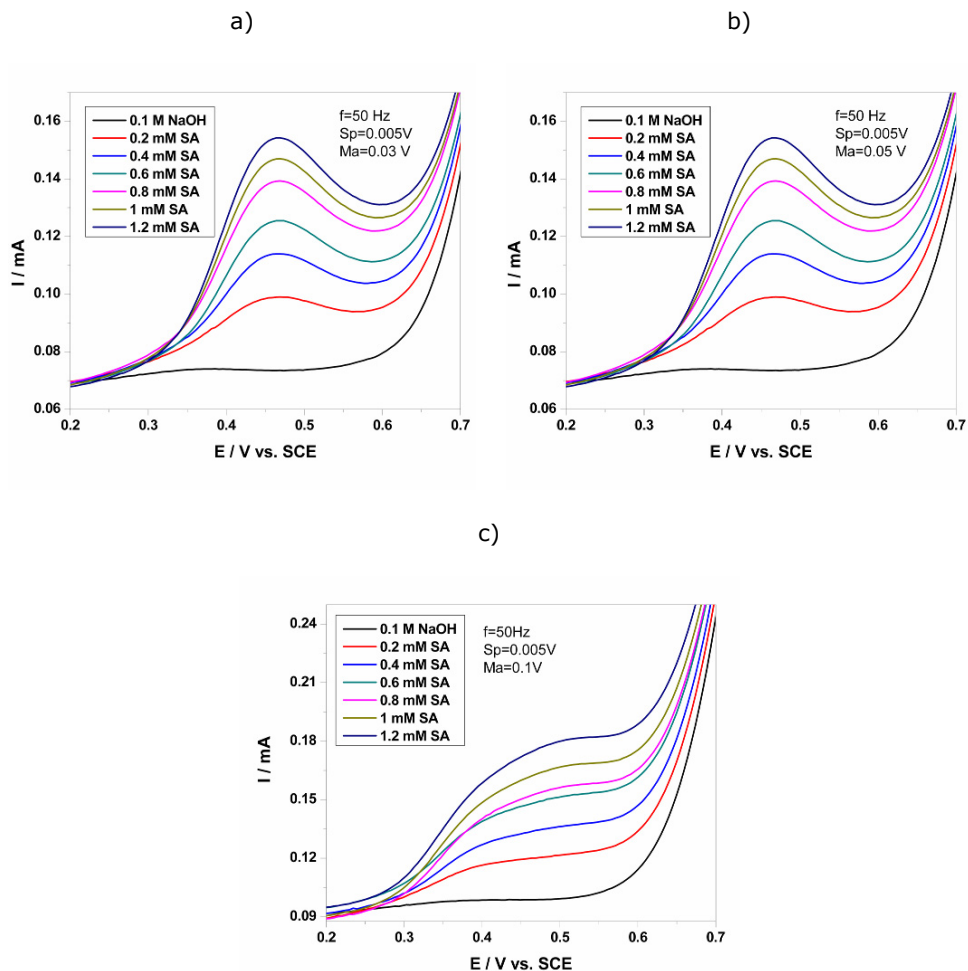 a)
0.16
0.14
0.12
0.10
0.08
0.06
I / mA
0.1 M NaOH
0.2 mM SA
0.4 mM SA
0.6 mM SA
0.8 mM SA
1 mM SA
1.2 mM SA
f=50 Hz
Sp=0.005V
Ma=0.03 V
0.2 0.3 0.4 0.5 0.6 0.7
E / V vs. SCE
b)
0.16
0.14
0.12
0.10
0.08
0.06
I / mA
0.1 M NaOH
0.2 mM SA
0.4 mM SA
0.6 mM SA
0.8 mM SA
1 mM SA
1.2 mM SA
f=50 Hz
Sp=0.005V
Ma=0.05 V
0.2 0.3 0.4 0.5 0.6 0.7
E / V vs. SCE
c)
0.24
0.21
0.18
0.15
0.12
0.09
I / mA
0.1 M NaOH
0.2 mM SA
0.4 mM SA
0.6 mM SA
0.8 mM SA
1 mM SA
1.2 mM SA
f=50Hz
Sp=0.005V
Ma=0.1V
0.2 0.3 0.4 0.5 0.6 0.7
E / V vs. SCE